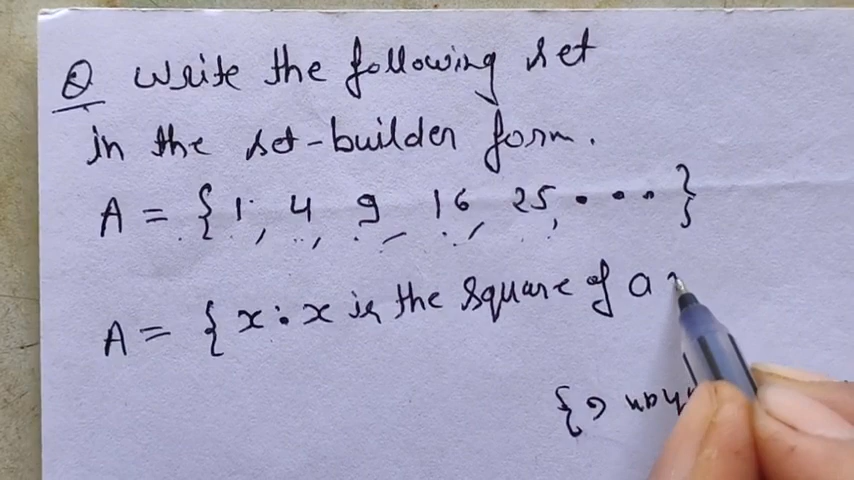 Q Write the following set
in the set-builder form.
A = { 1, 4, 9, 16, 25, . . . . }
A = { x : x is the square of a